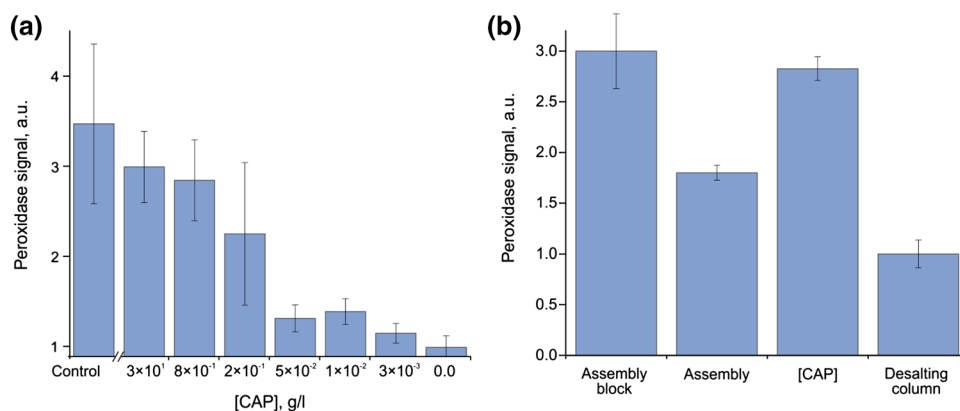 (a)
Peroxidase signal, a.u.
4
3
2
1
Control
3×10¹
8×10⁻¹
2×10⁻¹
5×10⁻²
1×10⁻²
3×10⁻³
0.0
[CAP], g/l
(b)
Peroxidase signal, a.u.
3.0
2.5
2.0
1.5
1.0
0.5
0.0
Assembly
block
Assembly
[CAP]
Desalting
column